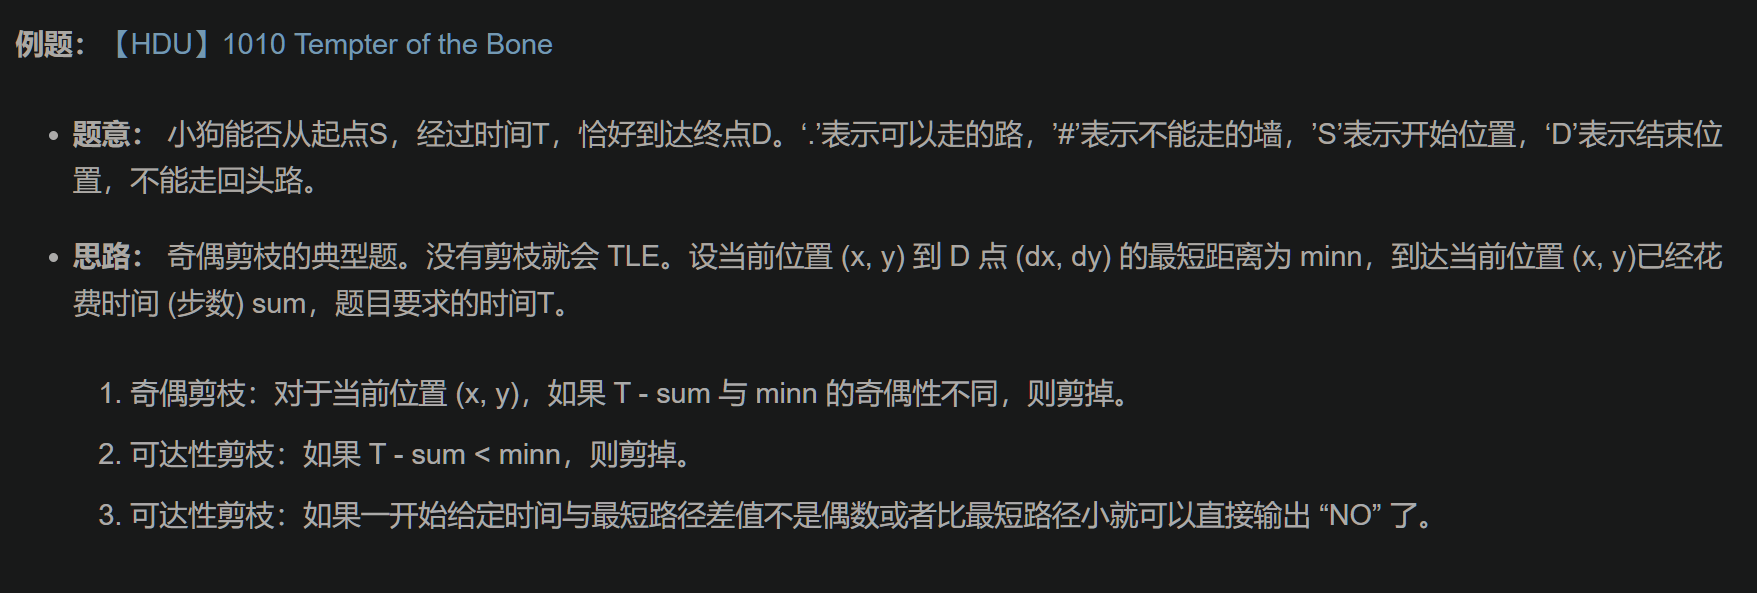 例题：【HDU】1010 Tempter of the Bone
• 题意： 小狗能否从起点S，经过时间T，恰好到达终点D。‘.’表示可以走的路，’#’表示不能走的墙，’S’表示开始位置，‘D’表示结束位
置，不能走回头路。
• 思路： 奇偶剪枝的典型题。没有剪枝就会 TLE。设当前位置 (x, y) 到 D 点 (dx, dy) 的最短距离为 minn，到达当前位置 (x, y)已经花
费时间 (步数) sum，题目要求的时间T。
1. 奇偶剪枝：对于当前位置 (x, y)，如果 T - sum 与 minn 的奇偶性不同，则剪掉。
2. 可达性剪枝：如果 T - sum < minn，则剪掉。
3. 可达性剪枝：如果一开始给定时间与最短路径差值不是偶数或者比最短路径小就可以直接输出 “NO” 了。